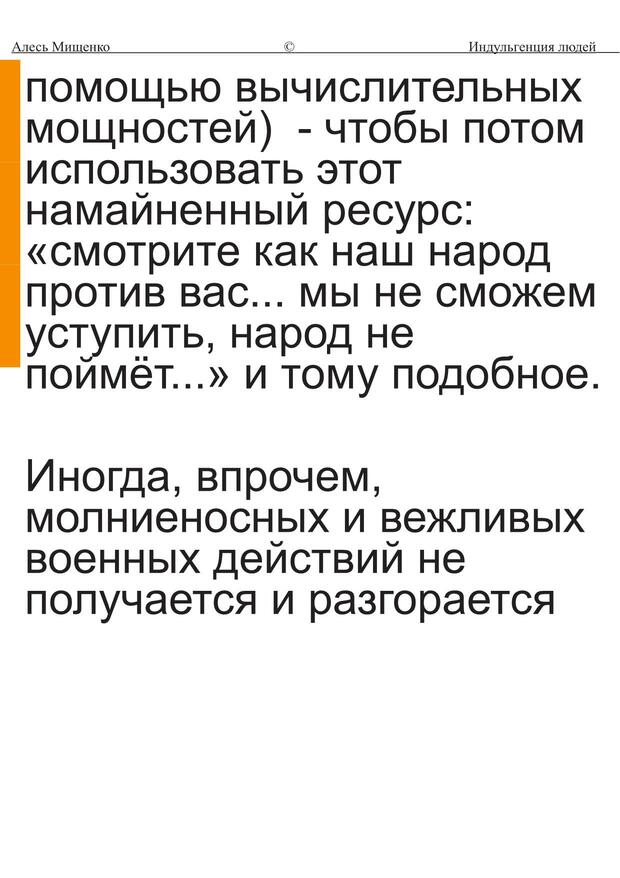 Алесь Мищенко © Индульгенция людей
помощью вычислительных
мощностей)  - чтобы потом
использовать этот
намайненный ресурс:
«смотрите как наш народ
против вас... мы не сможем
уступить, народ не
поймёт...» и тому подобное.
Иногда, впрочем,
молниеносных и вежливых
военных действий не
получается и разгорается